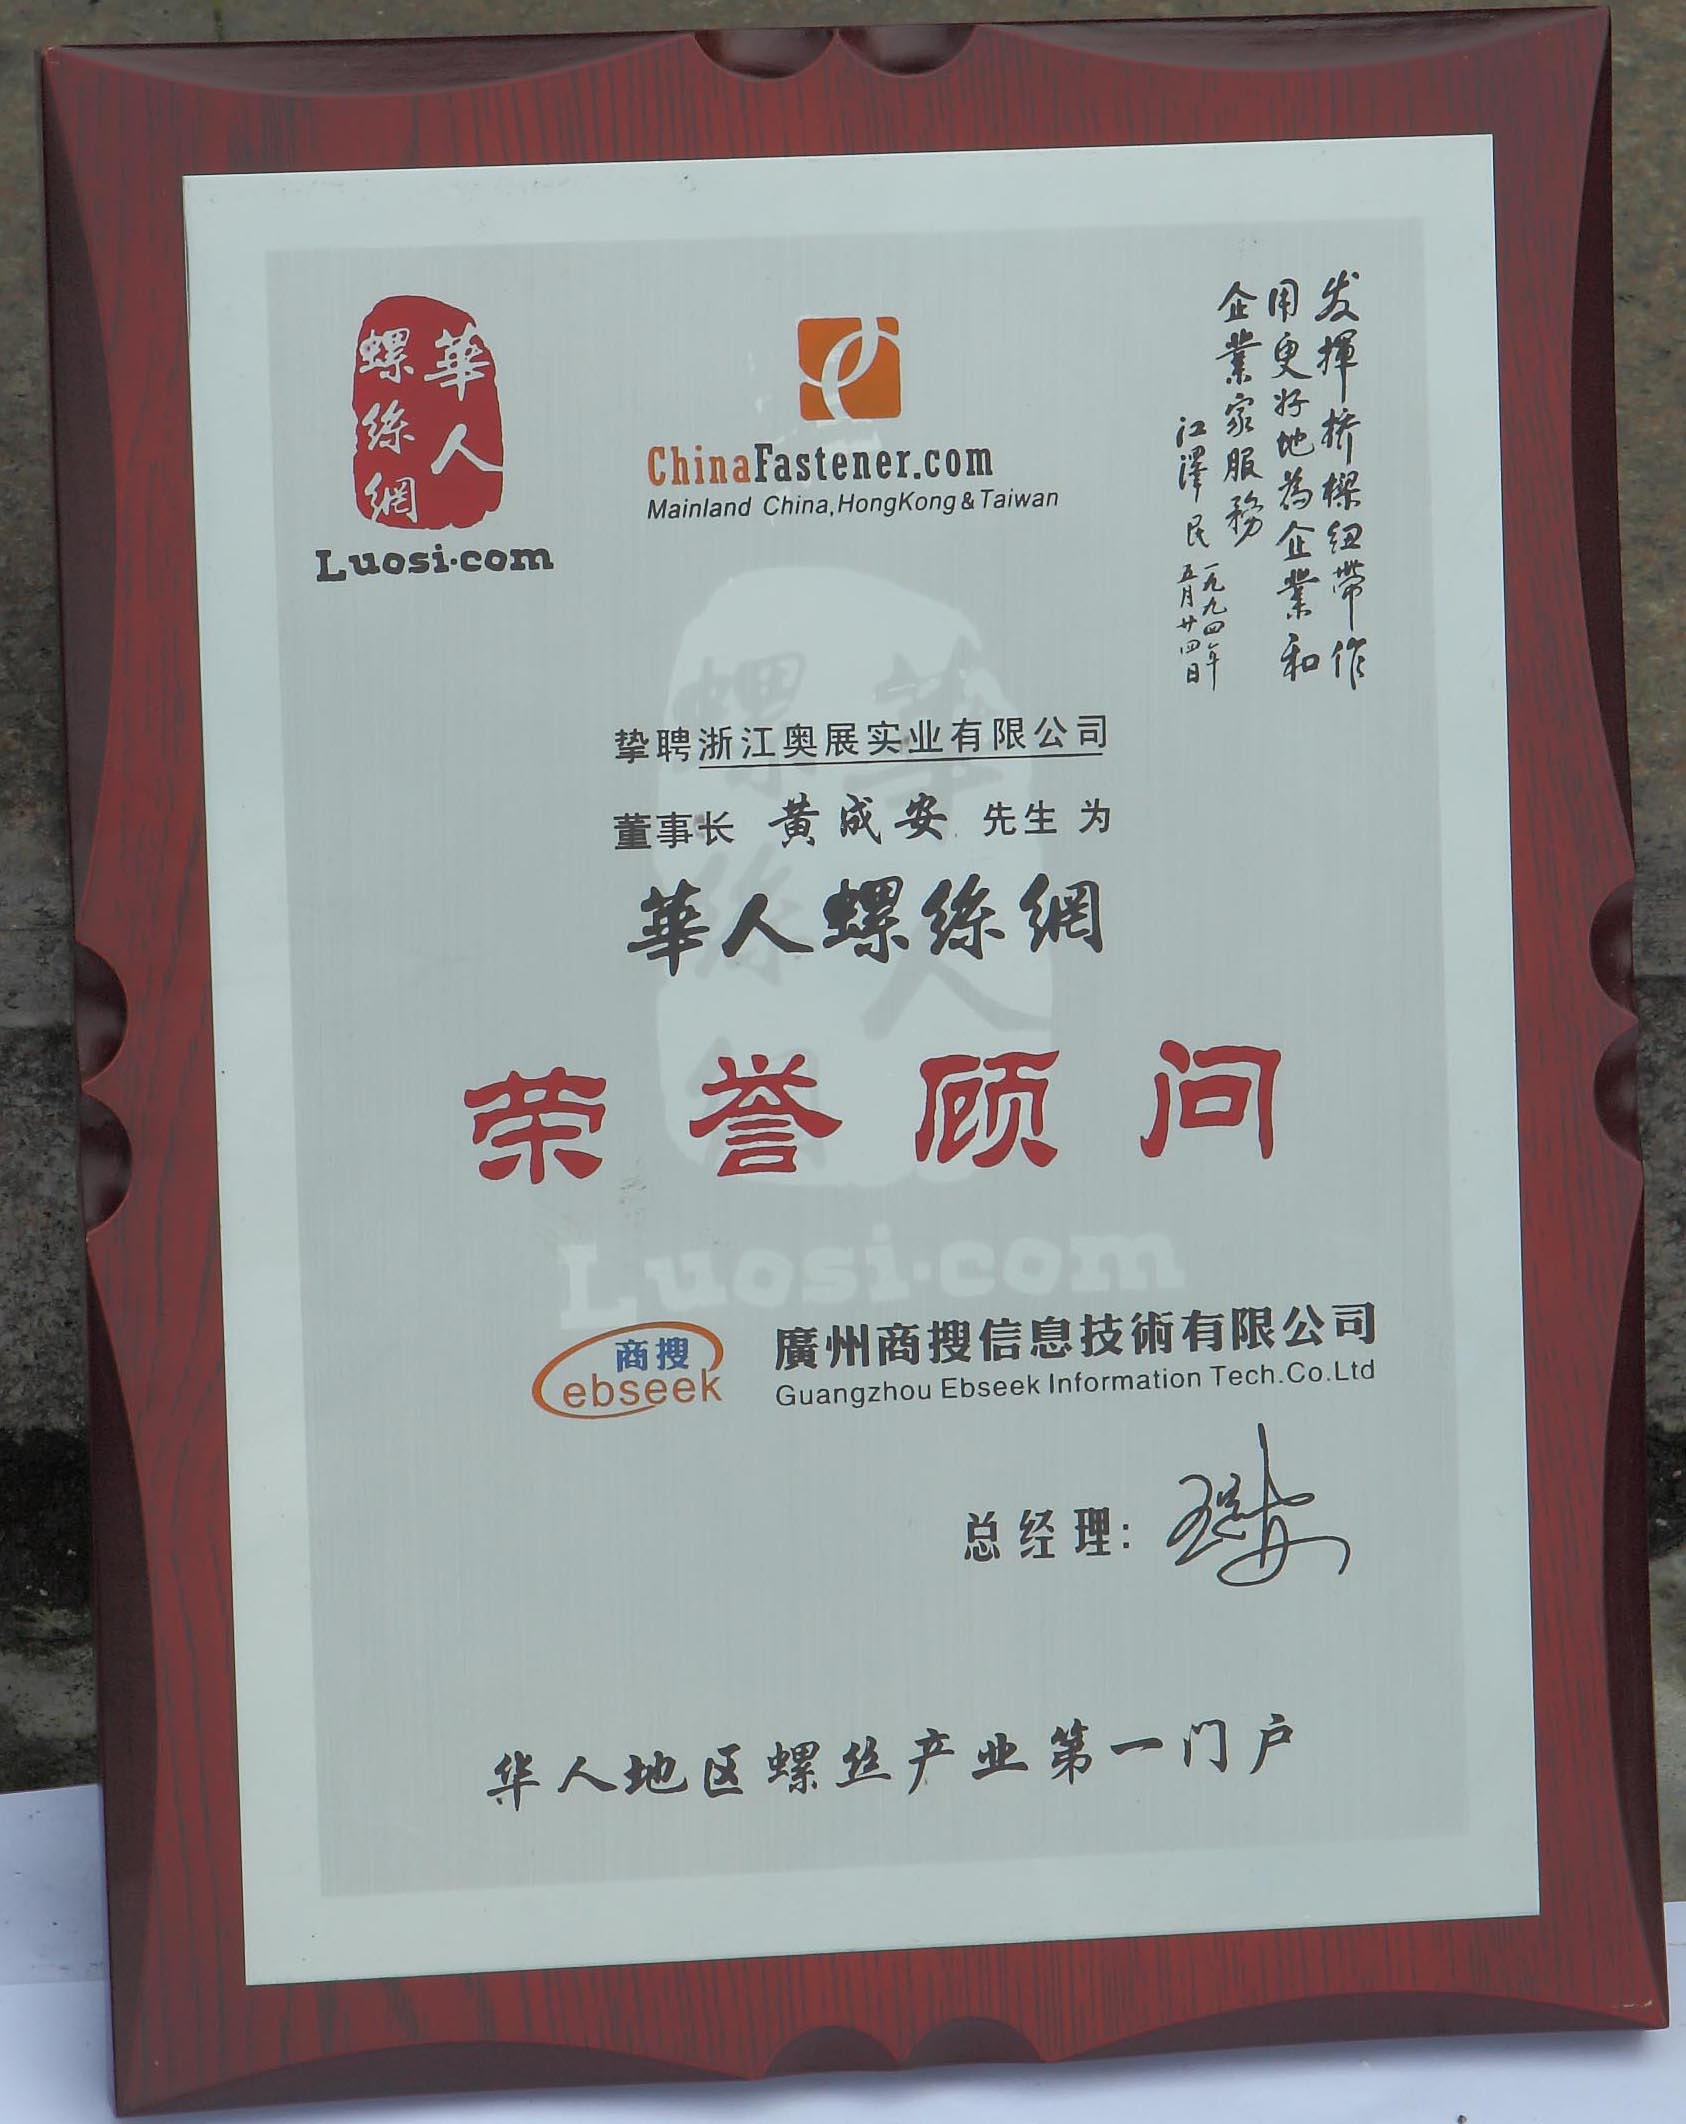 華人
螺絲網
Luosi.com
ChinaFastener.com
Mainland China,HongKong & Taiwan
发揮桥樑纽带作
用更好地為企業和
企業家服務
江澤民
一九九四年
五月廿四日
挚聘浙江奥展实业有限公司
董事长 黄成安 先生 为
華人螺絲網
荣誉顾问
Luosi.com
商搜
ebseek
廣州商搜信息技術有限公司
Guangzhou Ebseek Information Tech.Co.Ltd
总经理:
华人地区螺丝产业第一门户